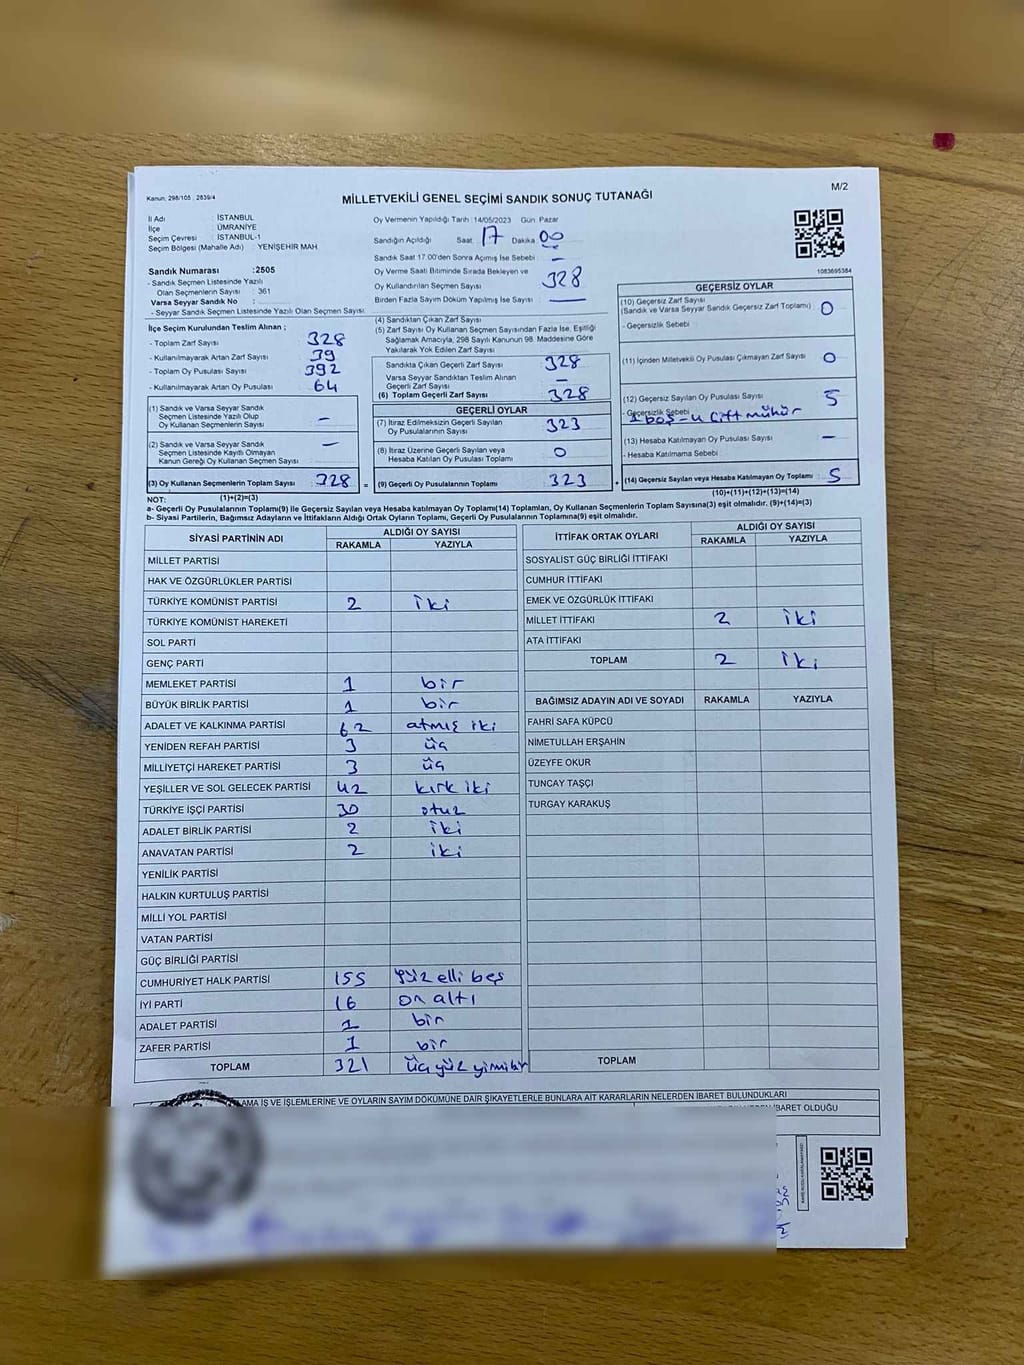 Kanun: 298/105 ; 2839/4
MİLLETVEKİLİ GENEL SEÇİMİ SANDIK SONUÇ TUTANAĞI
M/2
İl Adı : İSTANBUL
İlçe : ÜMRANİYE
Seçim Çevresi : İSTANBUL-1
Seçim Bölgesi (Mahalle Adı) : YENİŞEHİR MAH.
Sandık Numarası :2505
- Sandık Seçmen Listesinde Yazılı
Olan Seçmenlerin Sayısı : 361
Varsa Seyyar Sandık No :
- Seyyar Sandık Seçmen Listesinde Yazılı Olan Seçmen Sayısı
Oy Vermenin Yapıldığı Tarih :14/05/2023 Gün: Pazar
Sandığın Açıldığı Saat 17 Dakika 00
Sandık Saat 17.00'den Sonra Açımış İse Sebebi : -
Oy Verme Saati Bitiminde Sırada Bekleyen ve
Oy Kullandırılan Seçmen Sayısı : 328
Birden Fazla Sayım Döküm Yapılmış İse Sayısı :
1083695384
İlçe Seçim Kurulundan Teslim Alınan ;
- Toplam Zarf Sayısı : 328
- Kullanılmayarak Artan Zarf Sayısı : 39
- Toplam Oy Pusulası Sayısı : 392
- Kullanılmayarak Artan Oy Pusulası : 64
(1) Sandık ve Varsa Seyyar Sandık
Seçmen Listesinde Yazılı Olup
Oy Kullanan Seçmenlerin Sayısı -
(2) Sandık ve Varsa Seyyar Sandık
Seçmen Listesinde Kaydı Olmayan
Kanun Gereği Oy Kullanan Seçmen Sayısı -
(3) Oy Kullanan Seçmenlerin Toplam Sayısı 328 =
(4) Sandıktan Çıkan Zarf Sayısı
(5) Zarf Sayısı Oy Kullanan Seçmen Sayısından Fazla İse, Eşitliği
Sağlamak Amacıyla, 298 Sayılı Kanunun 98. Maddesine Göre
Yakılarak Yok Edilen Zarf Sayısı
Sandıkta Çıkan Geçerli Zarf Sayısı 328
Varsa Seyyar Sandıktan Teslim Alınan
Geçerli Zarf Sayısı -
(6) Toplam Geçerli Zarf Sayısı 328
GEÇERLİ OYLAR
(7) İtiraz Edilmeksizin Geçerli Sayılan
Oy Pusulalarının Sayısı 323
(8) İtiraz Üzerine Geçerli Sayılan veya
Hesaba Katılan Oy Pusulası Toplamı 0
(9) Geçerli Oy Pusulalarının Toplamı 323 +
GEÇERSİZ OYLAR
(10) Geçersiz Zarf Sayısı
(Sandık ve Varsa Seyyar Sandık Geçersiz Zarf Toplamı) : 0
- Geçersizlik Sebebi
(11) İçinden Milletvekili Oy Pusulası Çıkmayan Zarf Sayısı 0
(12) Geçersiz Sayılan Oy Pusulası Sayısı 5
- Geçersizlik Sebebi
1 boş - 4 çift mühür
(13) Hesaba Katılmayan Oy Pusulası Sayısı -
- Hesaba Katılmama Sebebi
(14) Geçersiz Sayılan veya Hesaba Katılmayan Oy Toplamı : 5
NOT: (1)+(2)=(3)
(10)+(11)+(12)+(13)=(14)
a- Geçerli Oy Pusulalarının Toplamı(9) ile Geçersiz Sayılan veya Hesaba katılmayan Oy Toplamı(14) Toplamları, Oy Kullanan Seçmenlerin Toplam Sayısına(3) eşit olmalıdır. (9)+(14)=(3)
b- Siyasi Partilerin, Bağımsız Adayların ve İttifakların Aldığı Ortak Oyların Toplamı, Geçerli Oy Pusulalarının Toplamına(9) eşit olmalıdır.
SİYASİ PARTİNİN ADI ALDIĞI OY SAYISI
RAKAMLA YAZIYLA
MİLLET PARTİSİ
HAK VE ÖZGÜRLÜKLER PARTİSİ
TÜRKİYE KOMÜNİST PARTİSİ 2 iki
TÜRKİYE KOMÜNİST HAREKETİ
SOL PARTİ
GENÇ PARTİ
MEMLEKET PARTİSİ 1 bir
BÜYÜK BİRLİK PARTİSİ 1 bir
ADALET VE KALKINMA PARTİSİ 62 atmış iki
YENİDEN REFAH PARTİSİ 3 üç
MİLLİYETÇİ HAREKET PARTİSİ 3 üç
YEŞİLLER VE SOL GELECEK PARTİSİ 42 kırk iki
TÜRKİYE İŞÇİ PARTİSİ 30 otuz
ADALET BİRLİK PARTİSİ 2 iki
ANAVATAN PARTİSİ 2 iki
YENİLİK PARTİSİ
HALKIN KURTULUŞ PARTİSİ
MİLLİ YOL PARTİSİ
VATAN PARTİSİ
GÜÇ BİRLİĞİ PARTİSİ
CUMHURİYET HALK PARTİSİ 155 yüz elli beş
İYİ PARTİ 16 on altı
ADALET PARTİSİ 1 bir
ZAFER PARTİSİ 1 bir
TOPLAM 321 üçyüz yirmibir
İTTİFAK ORTAK OYLARI ALDIĞI OY SAYISI
RAKAMLA YAZIYLA
SOSYALİST GÜÇ BİRLİĞİ İTTİFAKI
CUMHUR İTTİFAKI
EMEK VE ÖZGÜRLÜK İTTİFAKI
MİLLET İTTİFAKI 2 iki
ATA İTTİFAKI
TOPLAM 2 iki
BAĞIMSIZ ADAYIN ADI VE SOYADI RAKAMLA YAZIYLA
FAHRİ SAFA KÜPCÜ
NİMETULLAH ERŞAHİN
ÜZEYFE OKUR
TUNCAY TAŞÇI
TURGAY KARAKUŞ
TOPLAM
LAMA İŞ VE İŞLEMLERİNE VE OYLARIN SAYIM DÖKÜMÜNE DAİR ŞİKAYETLERLE BUNLARA AİT KARARLARIN NELERDEN İBARET BULUNDUKLARI
İBARET OLDUĞU